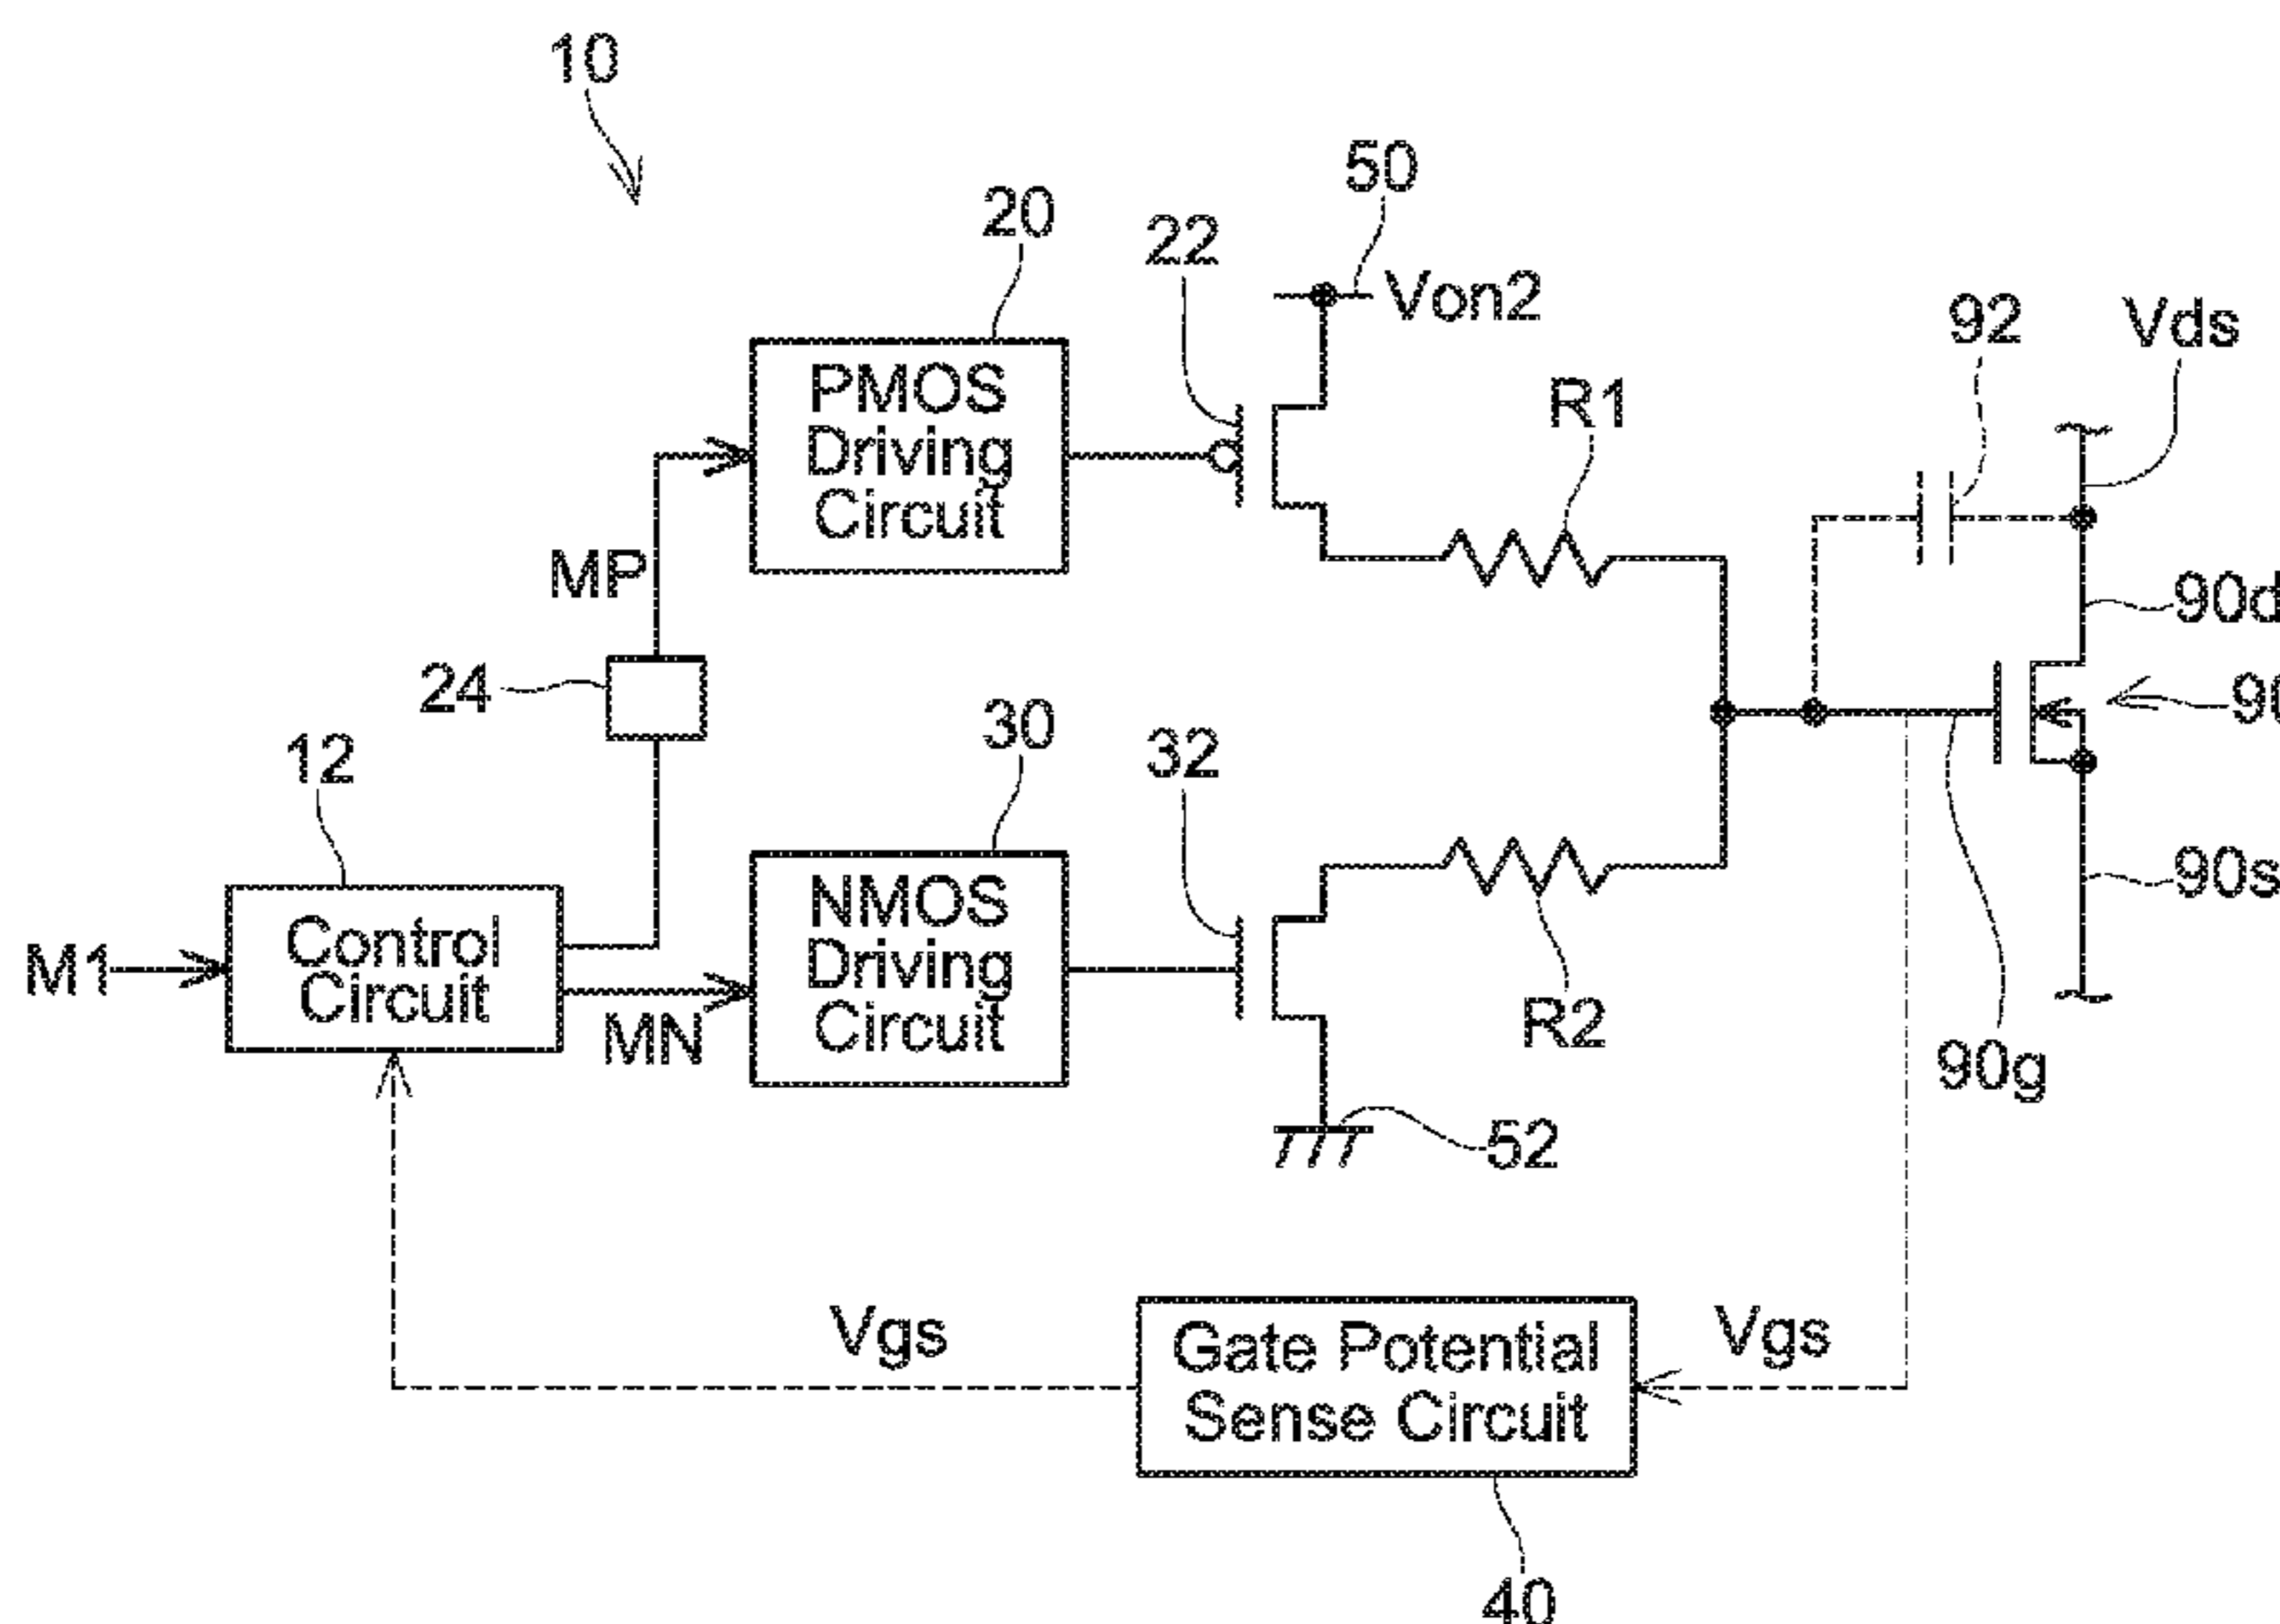 10
50
20
22
Von2
92
Vds
PMOS
Driving
Circuit
R1
MP
90d
24
90
12
30
32
NMOS
Driving
Circuit
90s
M1
Control
Circuit
MN
R2
90g
52
Vgs
Gate Potential
Sense Circuit
Vgs
40